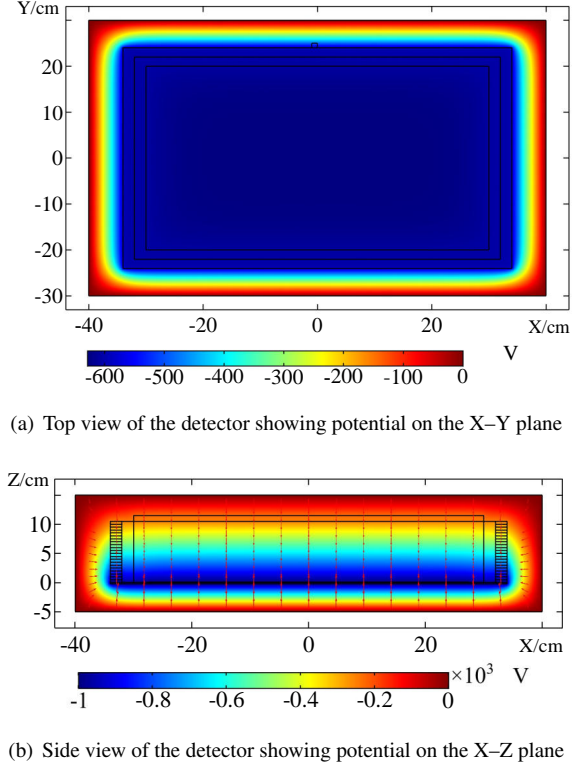 Y/cm
20
10
0
-10
-20
-30
-40 -20 0 20 X/cm
V
-600 -500 -400 -300 -200 -100 0
(a) Top view of the detector showing potential on the X–Y plane
Z/cm
10
5
0
-5
-40 -20 0 20 X/cm
×10³ V
-1 -0.8 -0.6 -0.4 -0.2 0
(b) Side view of the detector showing potential on the X–Z plane